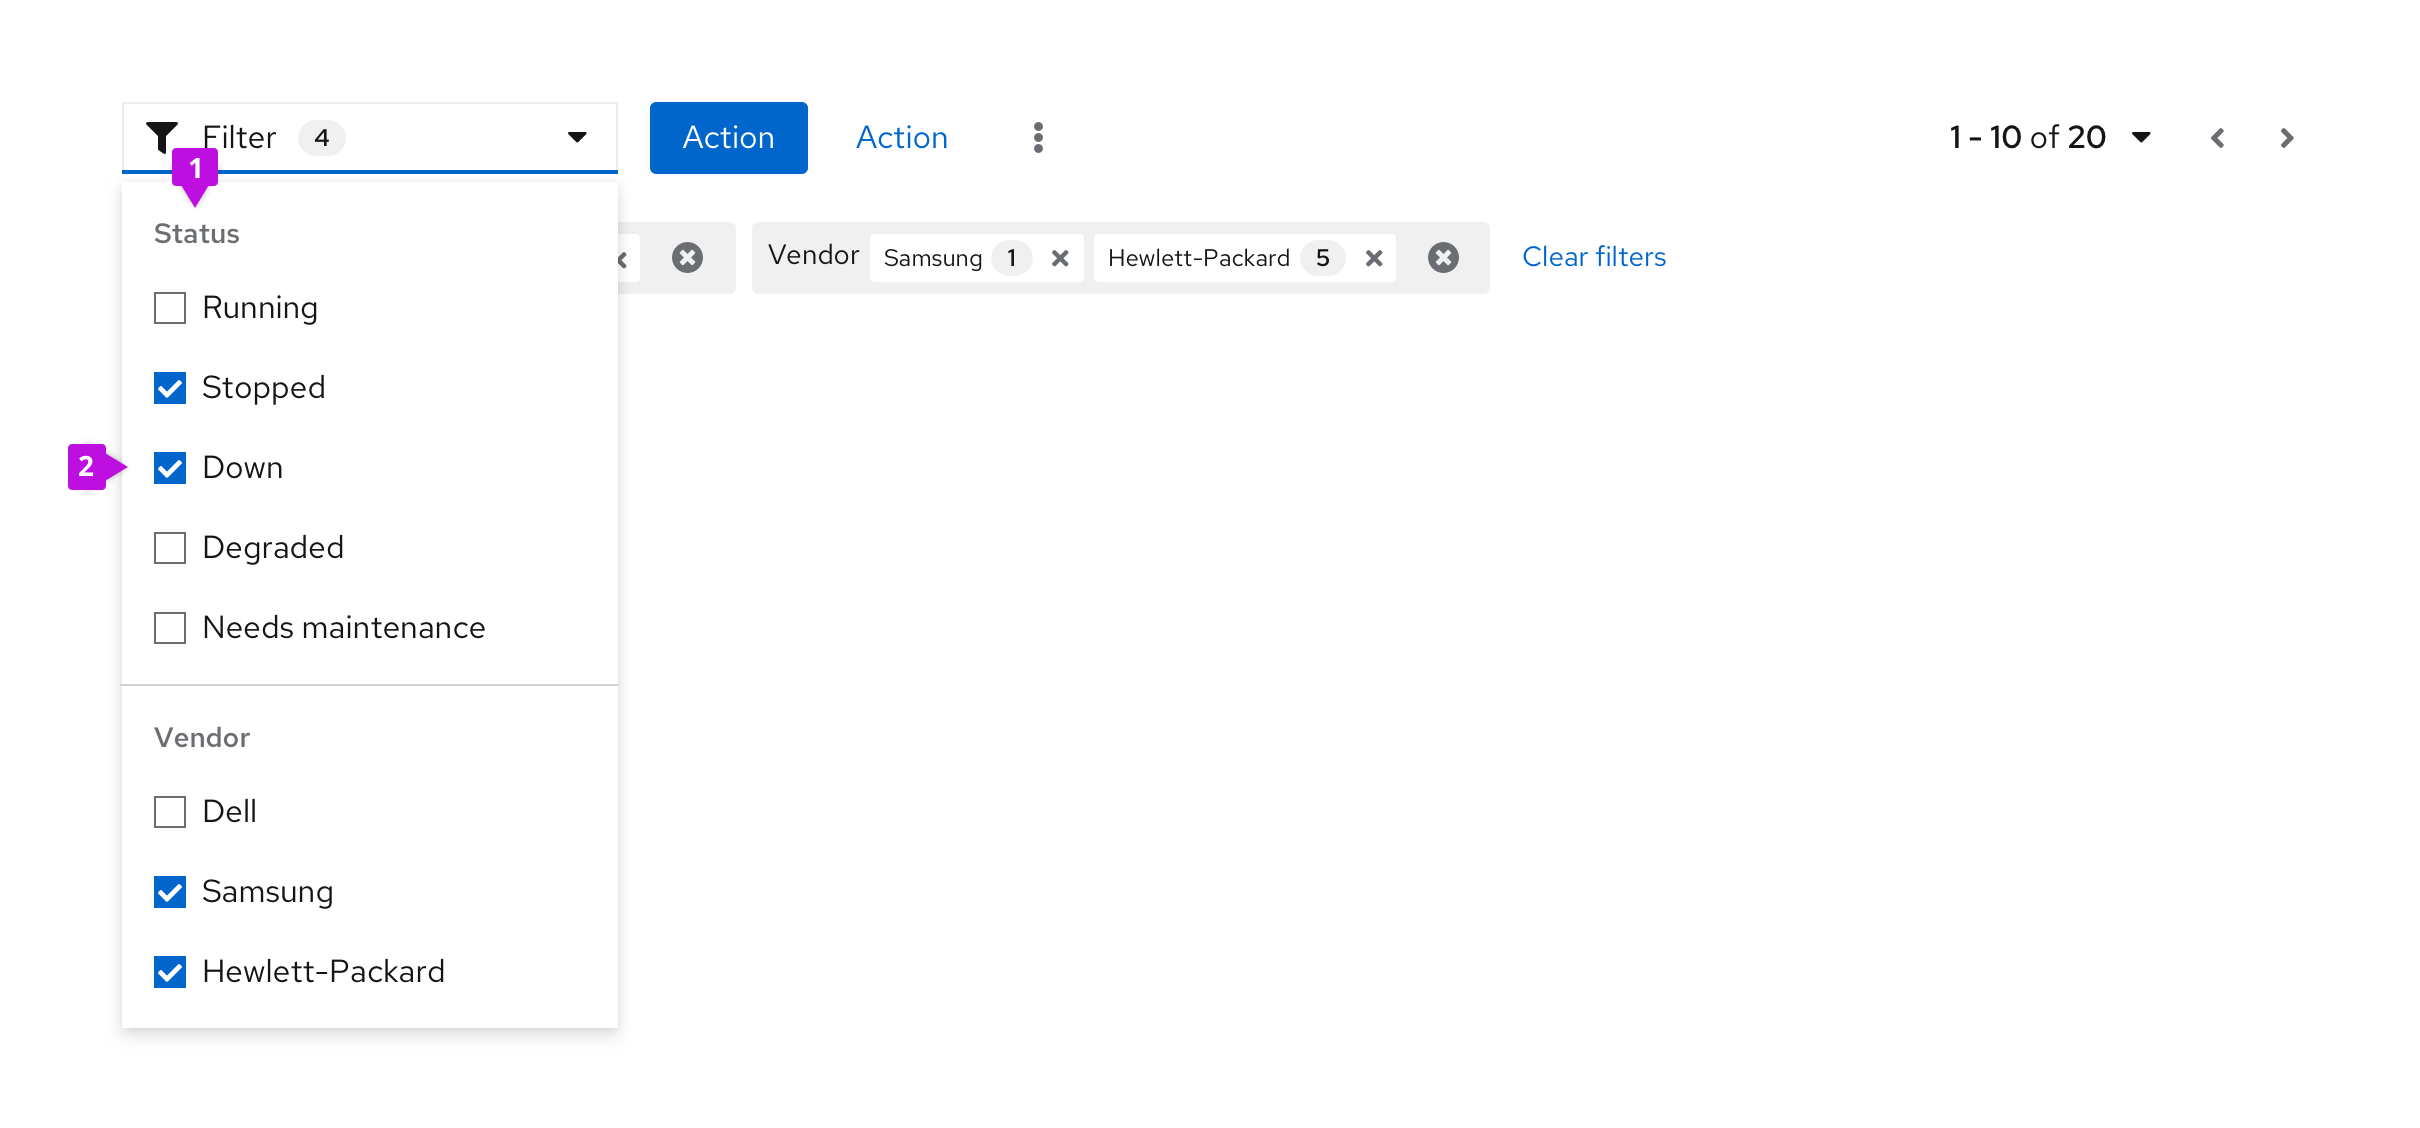 Filter 4
Action
Action
1 - 10 of 20
1
Status
Vendor Samsung 1 Hewlett-Packard 5
Clear filters
Running
Stopped
2
Down
Degraded
Needs maintenance
Vendor
Dell
Samsung
Hewlett-Packard